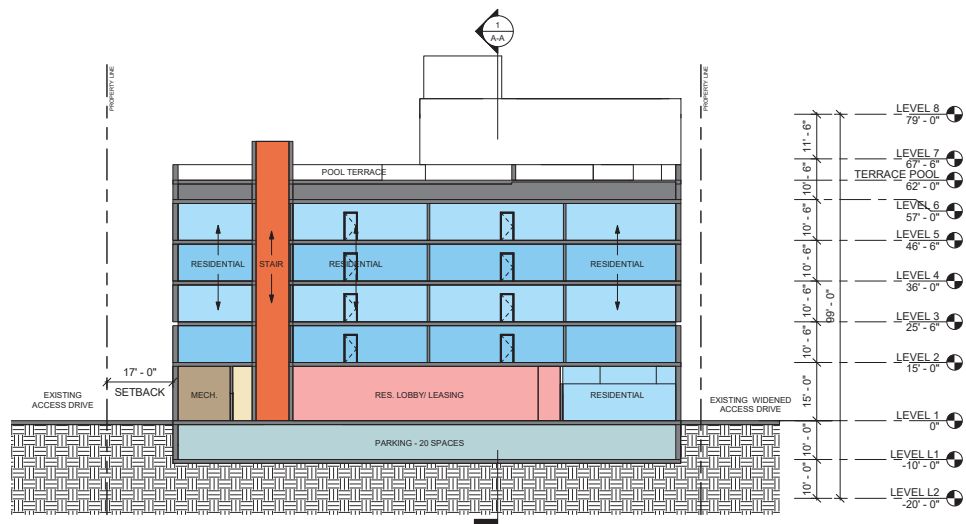 1
A-A
PROPERTY LINE
PROPERTY LINE
POOL TERRACE
RESIDENTIAL
STAIR
RESIDENTIAL
RESIDENTIAL
17' - 0"
SETBACK
EXISTING
ACCESS DRIVE
MECH.
RES. LOBBY/ LEASING
RESIDENTIAL
EXISTING WIDENED
ACCESS DRIVE
PARKING - 20 SPACES
11' - 6"
10' - 6"
10' - 6"
10' - 6"
10' - 6"
10' - 6"
15' - 0"
10' - 0"
10' - 0"
99' - 0"
LEVEL 8
79' - 0"
LEVEL 7
67' - 6"
TERRACE POOL
62' - 0"
LEVEL 6
57' - 0"
LEVEL 5
46' - 6"
LEVEL 4
36' - 0"
LEVEL 3
25' - 6"
LEVEL 2
15' - 0"
LEVEL 1
0"
LEVEL L1
-10' - 0"
LEVEL L2
-20' - 0"